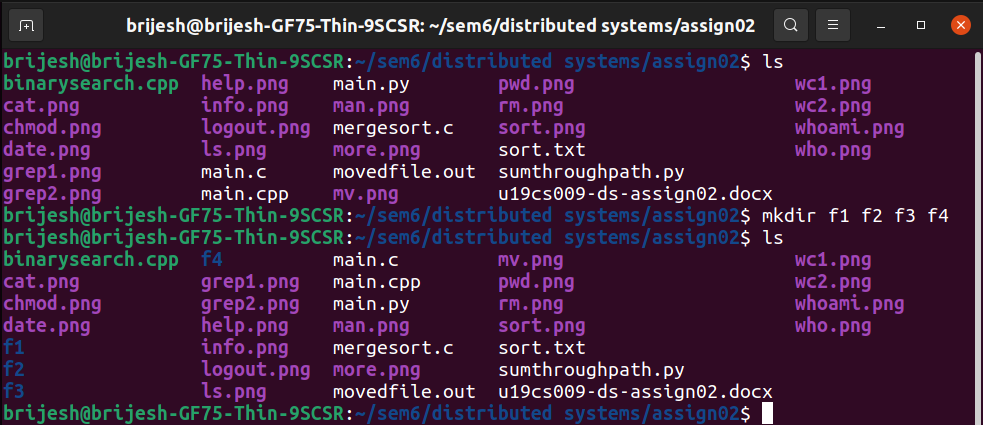 brijesh@brijesh-GF75-Thin-9SCSR: ~/sem6/distributed systems/assign02
brijesh@brijesh-GF75-Thin-9SCSR:~/sem6/distributed systems/assign02$ ls
binarysearch.cpp help.png main.py pwd.png wc1.png
cat.png info.png man.png rm.png wc2.png
chmod.png logout.png mergesort.c sort.png whoami.png
date.png ls.png more.png sort.txt who.png
grep1.png main.c movedfile.out sumthroughpath.py
grep2.png main.cpp mv.png u19cs009-ds-assign02.docx
brijesh@brijesh-GF75-Thin-9SCSR:~/sem6/distributed systems/assign02$ mkdir f1 f2 f3 f4
brijesh@brijesh-GF75-Thin-9SCSR:~/sem6/distributed systems/assign02$ ls
binarysearch.cpp f4 main.c mv.png wc1.png
cat.png grep1.png main.cpp pwd.png wc2.png
chmod.png grep2.png main.py rm.png whoami.png
date.png help.png man.png sort.png who.png
f1 info.png mergesort.c sort.txt
f2 logout.png more.png sumthroughpath.py
f3 ls.png movedfile.out u19cs009-ds-assign02.docx
brijesh@brijesh-GF75-Thin-9SCSR:~/sem6/distributed systems/assign02$